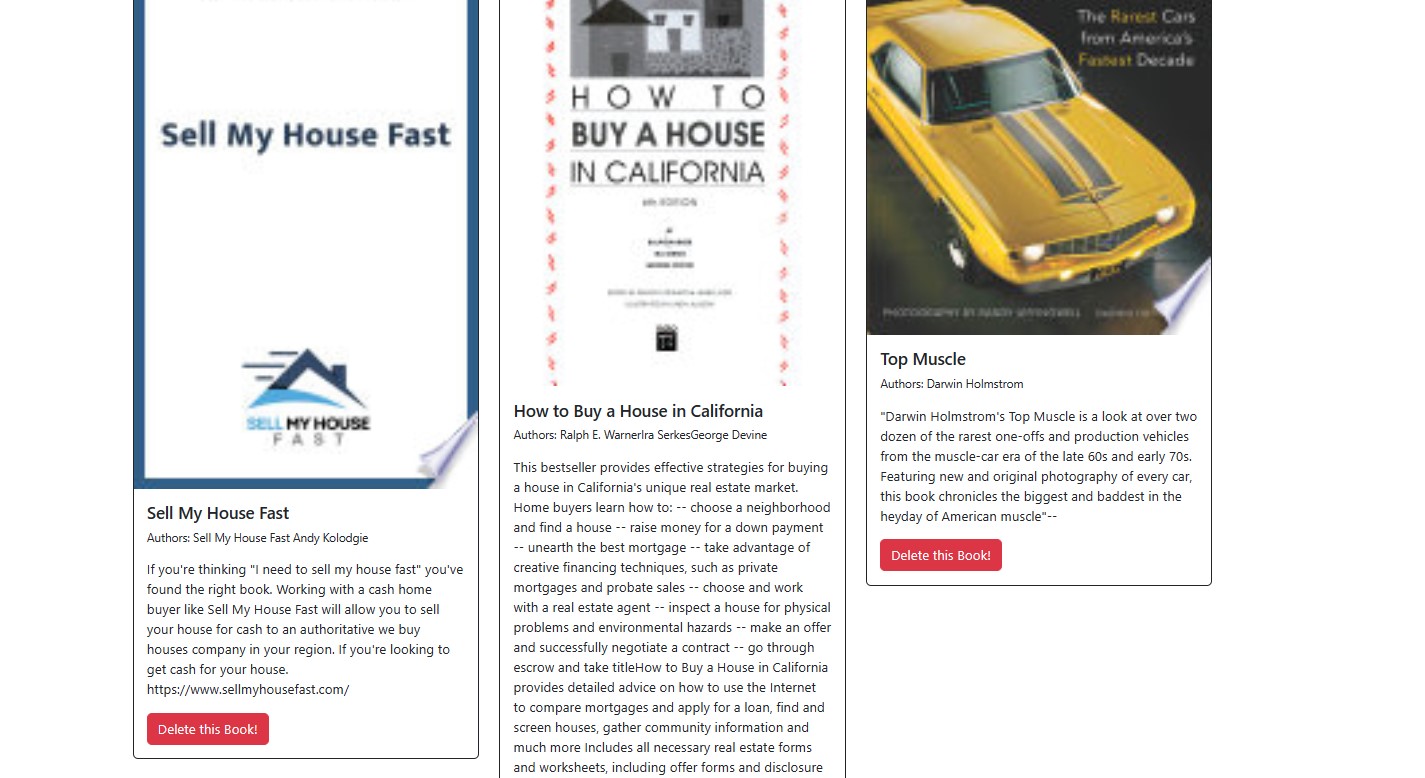 Sell My House Fast
SELL MY HOUSE
FAST
Sell My House Fast
Authors: Sell My House Fast Andy Kolodgie
If you're thinking "I need to sell my house fast" you've
found the right book. Working with a cash home
buyer like Sell My House Fast will allow you to sell
your house for cash to an authoritative we buy
houses company in your region. If you're looking to
get cash for your house.
https://www.sellmyhousefast.com/
Delete this Book!
HOW TO
BUY A HOUSE
IN CALIFORNIA
6th EDITION
How to Buy a House in California
Authors: Ralph E. WarnerIra SerkesGeorge Devine
This bestseller provides effective strategies for buying
a house in California's unique real estate market.
Home buyers learn how to: -- choose a neighborhood
and find a house -- raise money for a down payment
-- unearth the best mortgage -- take advantage of
creative financing techniques, such as private
mortgages and probate sales -- choose and work
with a real estate agent -- inspect a house for physical
problems and environmental hazards -- make an offer
and successfully negotiate a contract -- go through
escrow and take titleHow to Buy a House in California
provides detailed advice on how to use the Internet
to compare mortgages and apply for a loan, find and
screen houses, gather community information and
much more Includes all necessary real estate forms
and worksheets, including offer forms and disclosure
The Rarest Cars
from America's
Fastest Decade
PHOTOGRAPHY BY RANDY LEFFINGWELL
Top Muscle
Authors: Darwin Holmstrom
"Darwin Holmstrom's Top Muscle is a look at over two
dozen of the rarest one-offs and production vehicles
from the muscle-car era of the late 60s and early 70s.
Featuring new and original photography of every car,
this book chronicles the biggest and baddest in the
heyday of American muscle"--
Delete this Book!